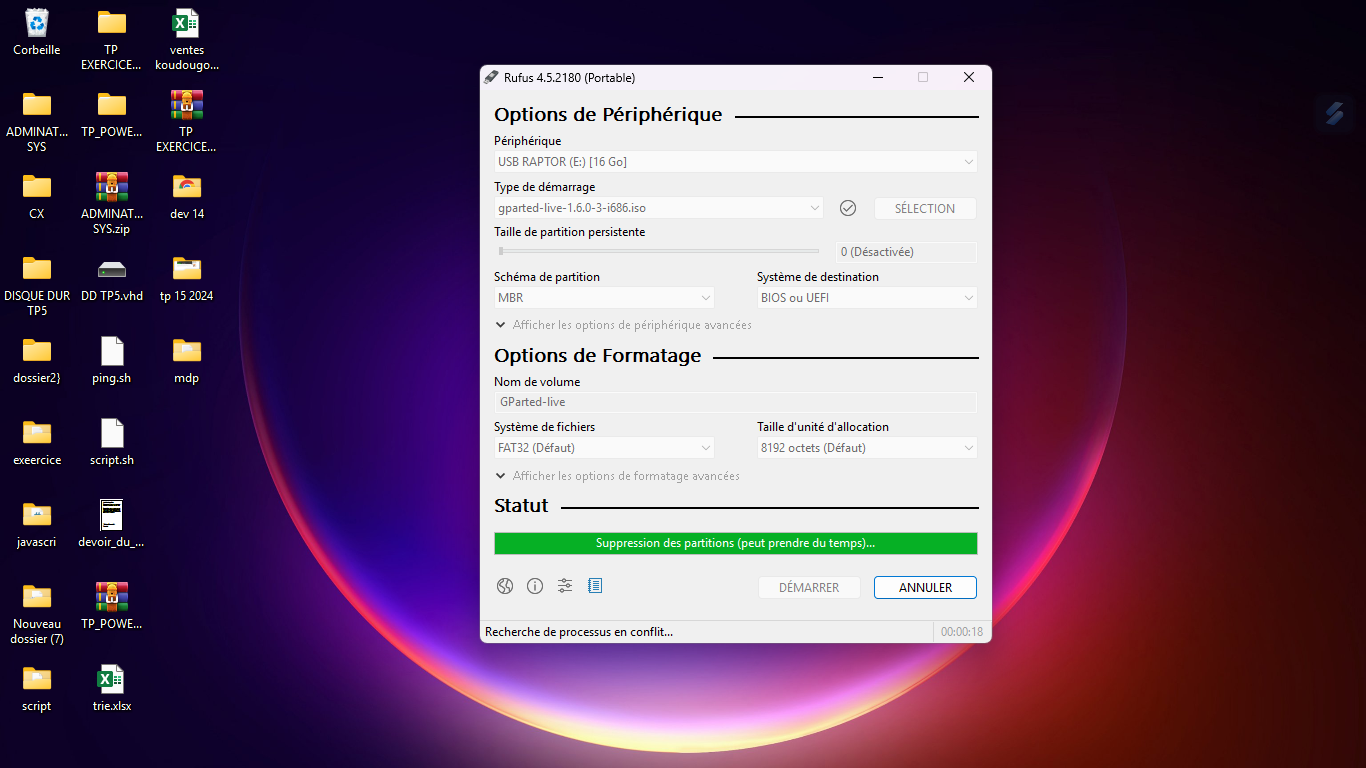 Corbeille
TP
EXERCICE...
ventes
koudougo...
ADMINAT...
SYS
TP_POWE...
TP
EXERCICE...
CX
ADMINAT...
SYS.zip
dev 14
DISQUE DUR
TP5
DD TP5.vhd
tp 15 2024
dossier2}
ping.sh
mdp
exeercice
script.sh
javascri
devoir_du_...
Nouveau
dossier (7)
TP_POWE...
script
trie.xlsx
Rufus 4.5.2180 (Portable)
Options de Périphérique
Périphérique
USB RAPTOR (E:) [16 Go]
Type de démarrage
gparted-live-1.6.0-3-i686.iso
SÉLECTION
Taille de partition persistente
0 (Désactivée)
Schéma de partition
Système de destination
MBR
BIOS ou UEFI
Afficher les options de périphérique avancées
Options de Formatage
Nom de volume
GParted-live
Système de fichiers
Taille d'unité d'allocation
FAT32 (Défaut)
8192 octets (Défaut)
Afficher les options de formatage avancées
Statut
Suppression des partitions (peut prendre du temps)...
DÉMARRER
ANNULER
Recherche de processus en conflit...
00:00:18